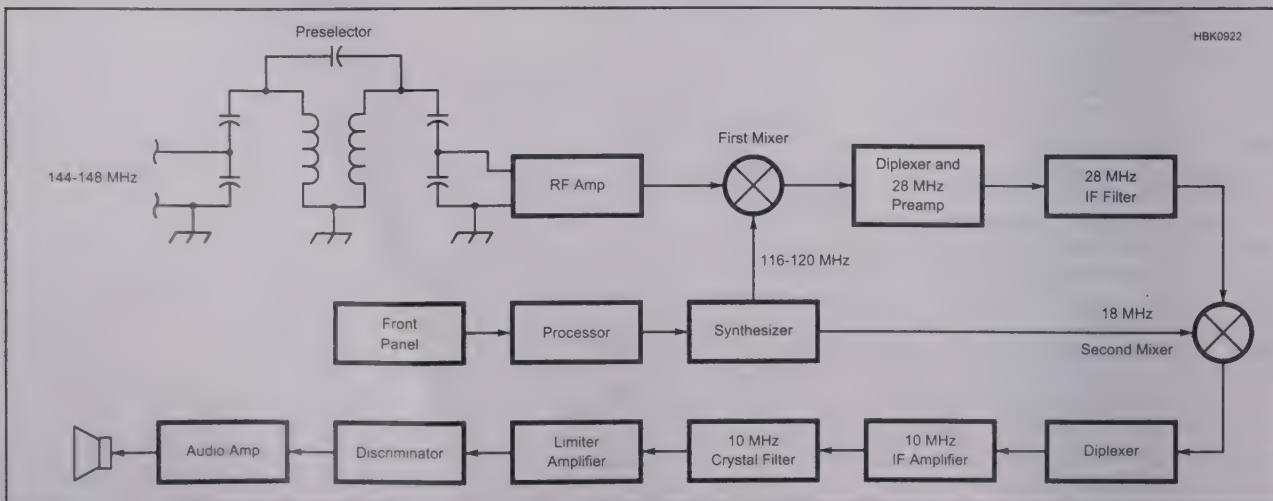 Preselector
HBK0922
144-148 MHz
RF Amp
First Mixer
Diplexer and
28 MHz
Preamp
28 MHz
IF Filter
116-120 MHz
Front
Panel
Processor
Synthesizer
18 MHz
Second Mixer
Audio Amp
Discriminator
Limiter
Amplifier
10 MHz
Crystal Filter
10 MHz
IF Amplifier
Diplexer